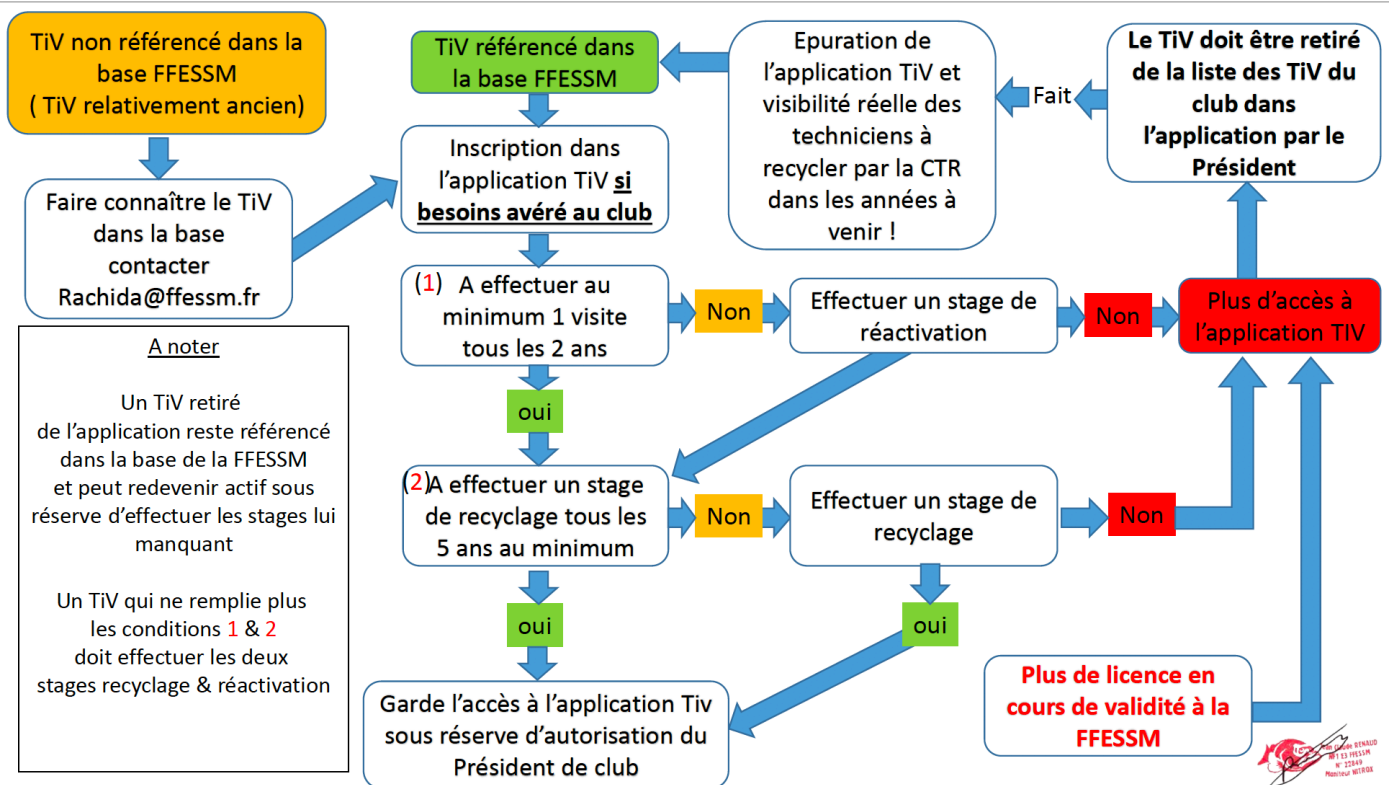 TiV non référencé dans la
base FFESSM
( TiV relativement ancien)
Faire connaître le TiV
dans la base
contacter
Rachida@ffessm.fr
A noter
Un TiV retiré
de l'application reste référencé
dans la base de la FFESSM
et peut redevenir actif sous
réserve d'effectuer les stages lui
manquant
Un TiV qui ne remplie plus
les conditions 1 & 2
doit effectuer les deux
stages recyclage & réactivation
TiV référencé dans
la base FFESSM
Inscription dans
l'application TiV si
besoins avéré au club
(1) A effectuer au
minimum 1 visite
tous les 2 ans
oui
(2) A effectuer un stage
de recyclage tous les
5 ans au minimum
oui
Garde l'accès à l'application Tiv
sous réserve d'autorisation du
Président de club
Non
Effectuer un stage de
réactivation
Non
Non
Effectuer un stage de
recyclage
Non
oui
Plus d'accès à
l'application TIV
Le TiV doit être retiré
de la liste des TiV du
club dans
l'application par le
Président
Fait
Epuration de
l'application TiV et
visibilité réelle des
techniciens à
recycler par la CTR
dans les années à
venir !
Plus de licence en
cours de validité à la
FFESSM
Claude RENAUD
E3 FFESSM
N° 22849
Moniteur NITROX